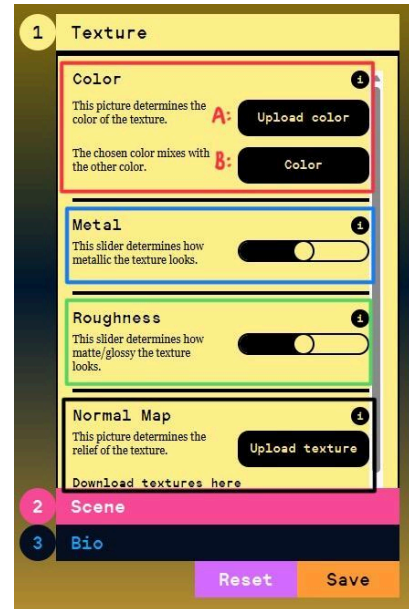 1 Texture
Color i
This picture determines the
color of the texture.
A: Upload color
The chosen color mixes with
the other color.
B: Color
Metal i
This slider determines how
metallic the texture looks.
Roughness i
This slider determines how
matte/glossy the texture
looks.
Normal Map i
This picture determines the
relief of the texture.
Upload texture
Download textures here
2 Scene
3 Bio
Reset Save